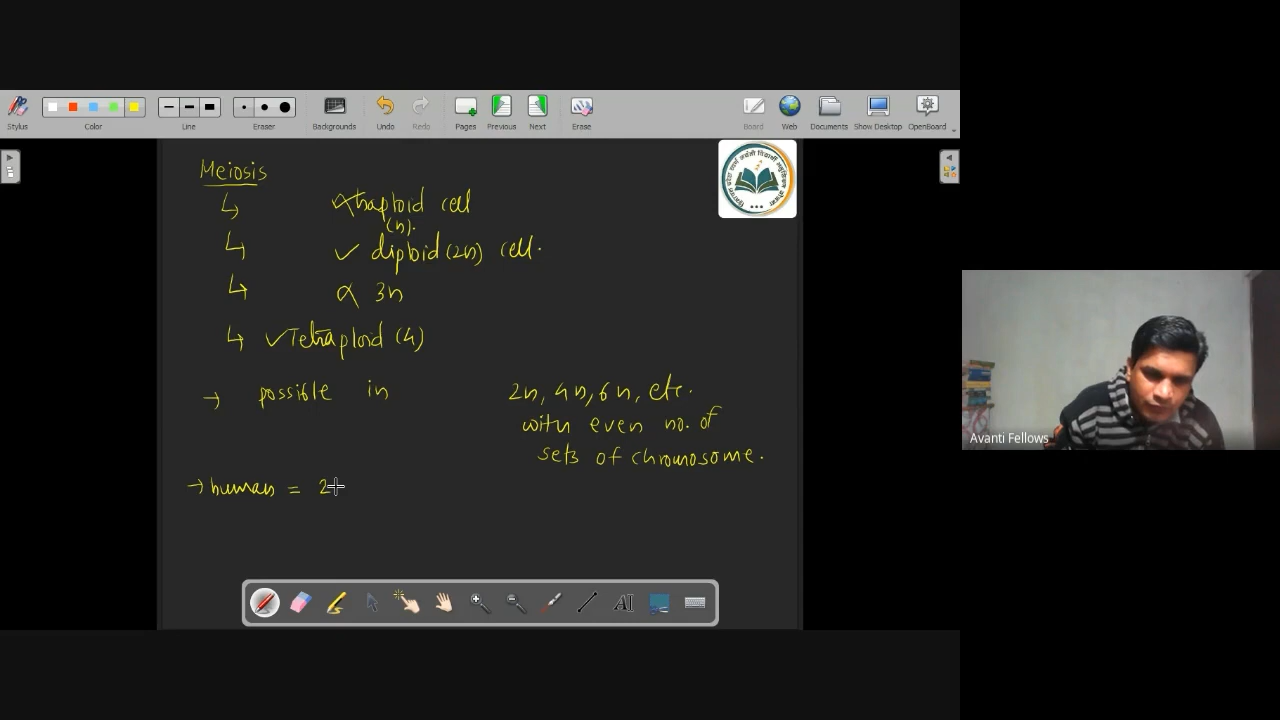 Stylus Color Line Eraser Backgrounds Undo Redo Pages Previous Next Erase Board Web Documents Show Desktop OpenBoard
Meiosis
↳ × haploid cell
(n).
↳ ✓ diploid (2n) cell.
↳ × 3n
↳ ✓ Tetraploid (4)
→ possible in 2n, 4n, 6n, etc.
with even no. of
sets of chromosome.
Avanti Fellows
→ human = 2
AI